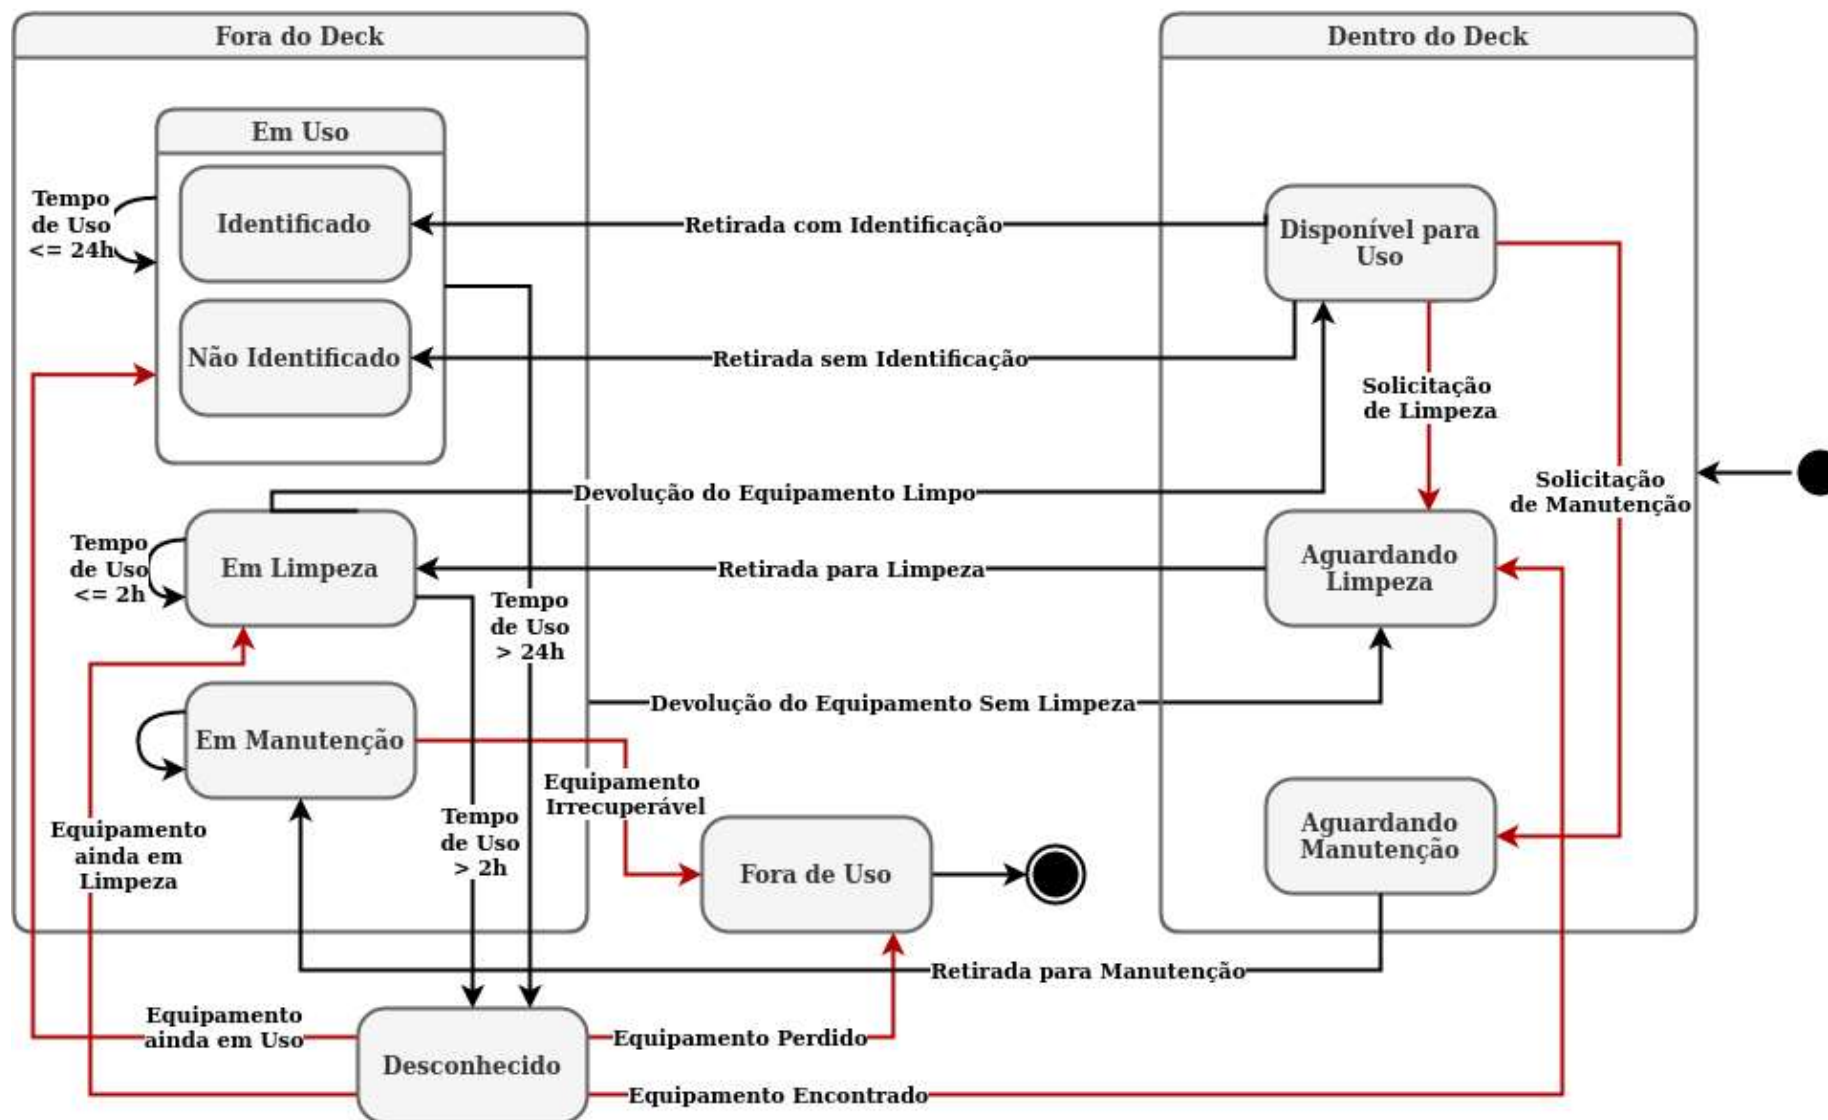 Fora do Deck
Dentro do Deck
Em Uso
Tempo
de Uso
<= 24h
Identificado
Retirada com Identificação
Disponível para
Uso
Não Identificado
Retirada sem Identificação
Solicitação
de Limpeza
Solicitação
de Manutenção
Devolução do Equipamento Limpo
Tempo
de Uso
<= 2h
Em Limpeza
Retirada para Limpeza
Aguardando
Limpeza
Tempo
de Uso
> 24h
Devolução do Equipamento Sem Limpeza
Em Manutenção
Equipamento
Irrecuperável
Equipamento
ainda em
Limpeza
Tempo
de Uso
> 2h
Fora de Uso
Aguardando
Manutenção
Retirada para Manutenção
Equipamento
ainda em Uso
Equipamento Perdido
Desconhecido
Equipamento Encontrado